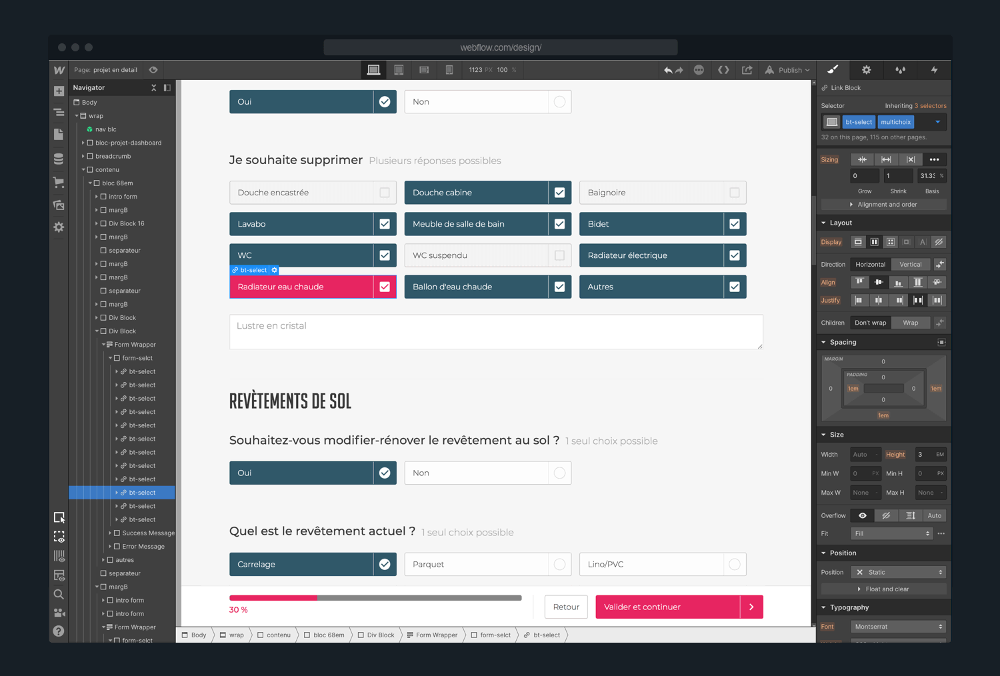 webflow.com/design/
Page: projet en detail
1123 PX 100 %
Publish
Navigator
Body
wrap
nav blc
bloc-projet-dashboard
breadcrumb
contenu
bloc 68em
intro form
margB
Div Block 16
margB
separateur
margB
margB
separateur
margB
Div Block
Div Block
Form Wrapper
form-selct
bt-select
bt-select
bt-select
bt-select
bt-select
bt-select
bt-select
bt-select
bt-select
bt-select
bt-select
bt-select
Success Message
Error Message
autres
separateur
margB
intro form
intro form
Form Wrapper
form-selct
Oui
Non
Je souhaite supprimer Plusieurs réponses possibles
Douche encastrée
Douche cabine
Baignoire
Lavabo
Meuble de salle de bain
Bidet
WC
WC suspendu
Radiateur électrique
bt-select
Radiateur eau chaude
Ballon d'eau chaude
Autres
Lustre en cristal
REVÈTEMENTS DE SOL
Souhaitez-vous modifier-rénover le revêtement au sol ? 1 seul choix possible
Oui
Non
Quel est le revêtement actuel ? 1 seul choix possible
Carrelage
Parquet
Lino/PVC
30 %
Retour
Valider et continuer
Body
wrap
contenu
bloc 68em
Div Block
Form Wrapper
form-selct
bt-select
Link Block
Selector
Inheriting 3 selectors
bt-select
multichoix
32 on this page, 115 on other pages.
Sizing
0
1
31.33 %
Grow
Shrink
Basis
Alignment and order
Layout
Display
Direction
Horizontal
Vertical
Align
Justify
Children
Don't wrap
Wrap
Spacing
MARGIN
0
PADDING
0
0
1em
0
1em
0
1em
Size
Width
Auto -
Height
3 EM
Min W
0 PX
Min H
0 PX
Max W
None -
Max H
None -
Overflow
Auto
Fit
Fill
Position
Position
Static
Float and clear
Typography
Font
Montserrat